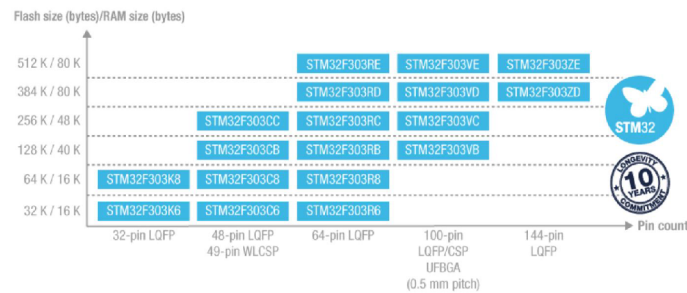 Flash size (bytes)/RAM size (bytes)
512 K / 80 K STM32F303RE STM32F303VE STM32F303ZE
384 K / 80 K STM32F303RD STM32F303VD STM32F303ZD
256 K / 48 K STM32F303CC STM32F303RC STM32F303VC
STM32
128 K / 40 K STM32F303CB STM32F303RB STM32F303VB
64 K / 16 K STM32F303K8 STM32F303C8 STM32F303R8
LONGEVITY
10
YEARS
COMMITMENT
32 K / 16 K STM32F303K6 STM32F303C6 STM32F303R6
Pin count
32-pin LQFP 48-pin LQFP 64-pin LQFP 100-pin 144-pin
49-pin WLCSP LQFP/CSP LQFP
UFBGA
(0.5 mm pitch)